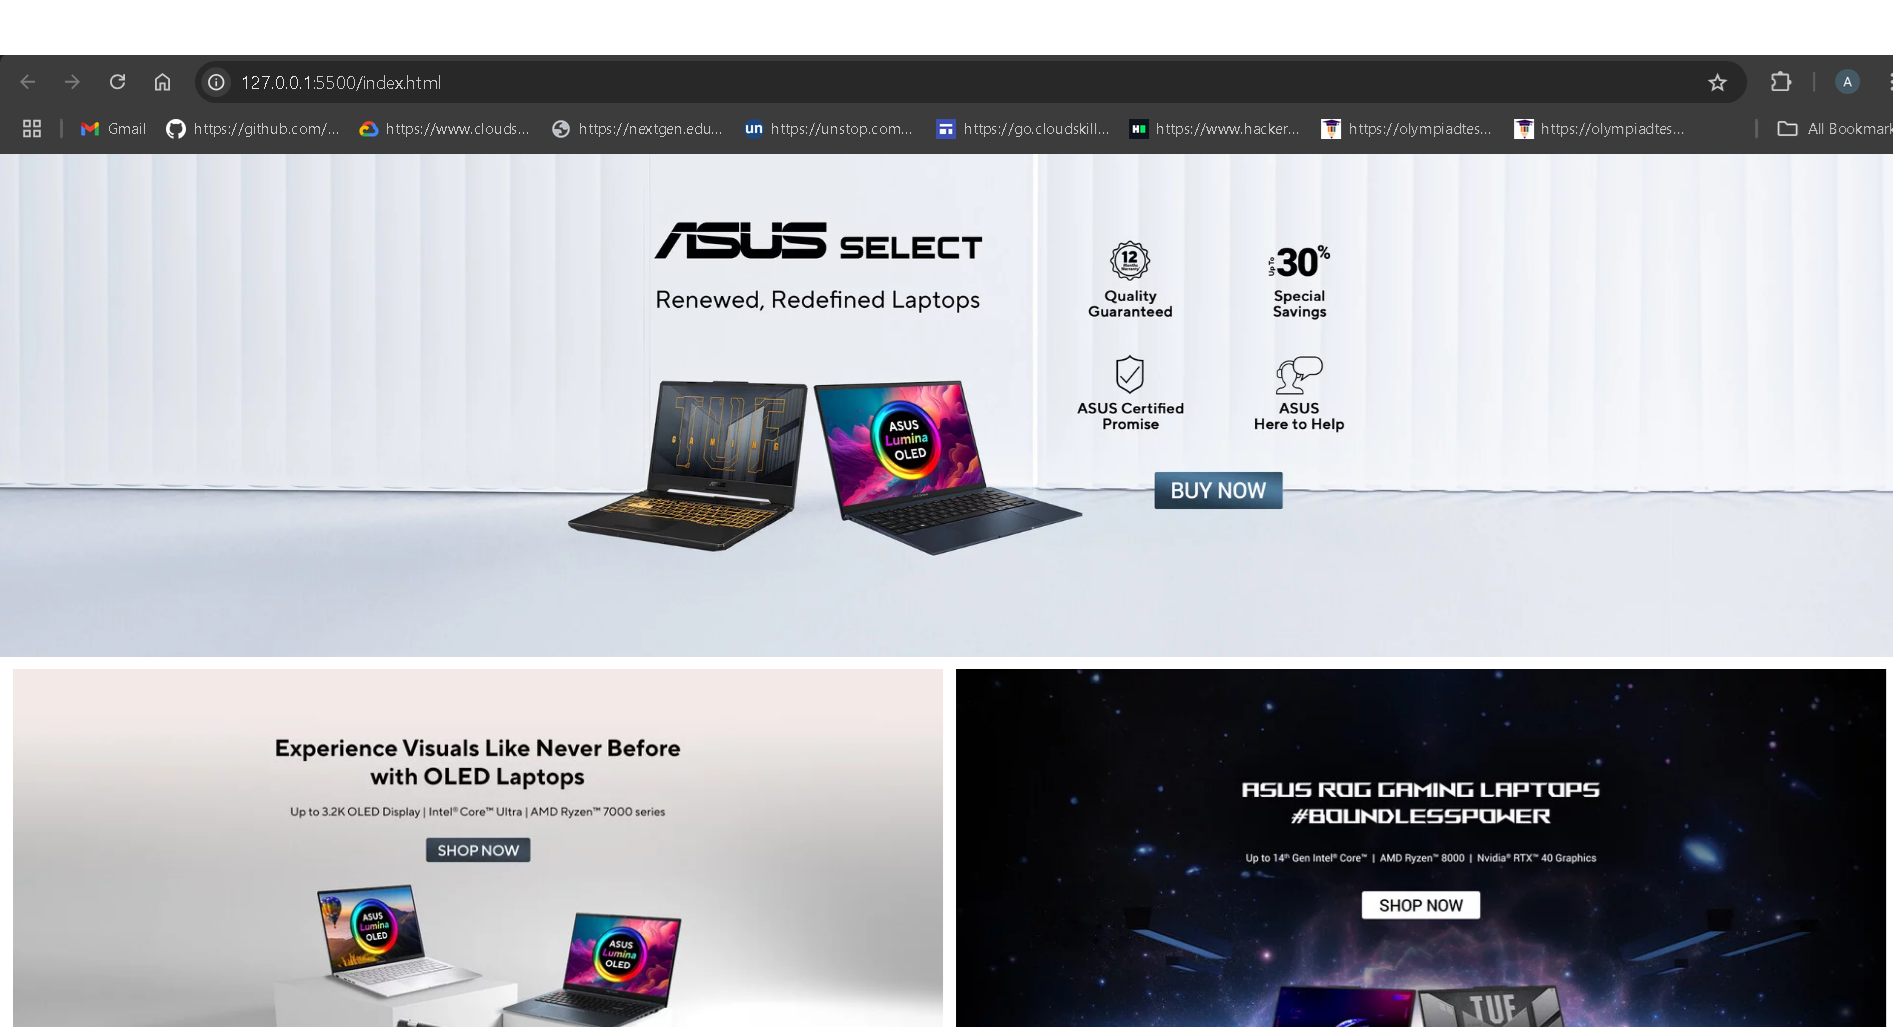 127.0.0.1:5500/index.html
A
Gmail
https://github.com/...
https://www.clouds...
https://nextgen.edu...
un
https://unstop.com...
https://go.cloudskill...
https://www.hacker...
https://olympiadtes...
https://olympiadtes...
All Bookmark
ASUS SELECT
Renewed, Redefined Laptops
12
Months
Warranty
Quality
Guaranteed
Up To 30%
Special
Savings
ASUS Certified
Promise
ASUS
Here to Help
TUF
GAMING
ASUS
Lumina
OLED
BUY NOW
Experience Visuals Like Never Before
with OLED Laptops
Up to 3.2K OLED Display | Intel® Core™ Ultra | AMD Ryzen™ 7000 series
SHOP NOW
ASUS
Lumina
OLED
ASUS
Lumina
OLED
ASUS ROG GAMING LAPTOPS
#BOUNDLESSPOWER
Up to 14th Gen Intel® Core™ | AMD Ryzen™ 8000 | Nvidia® RTX™ 40 Graphics
SHOP NOW
TUF